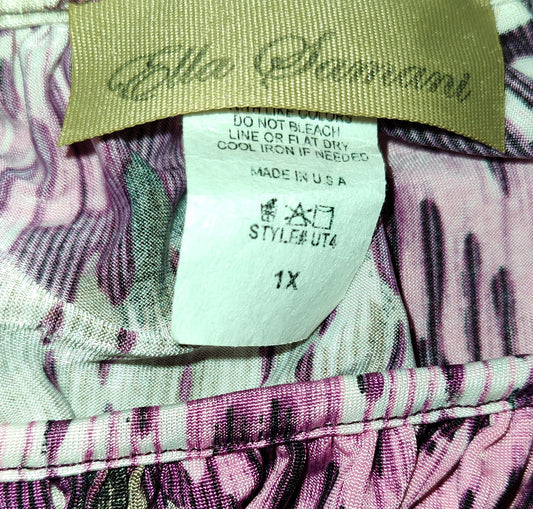 Ella Samani
WITH LIKE COLORS
DO NOT BLEACH
LINE OR FLAT DRY
COOL IRON IF NEEDED
MADE IN U S A
STYLE# UT4
1X